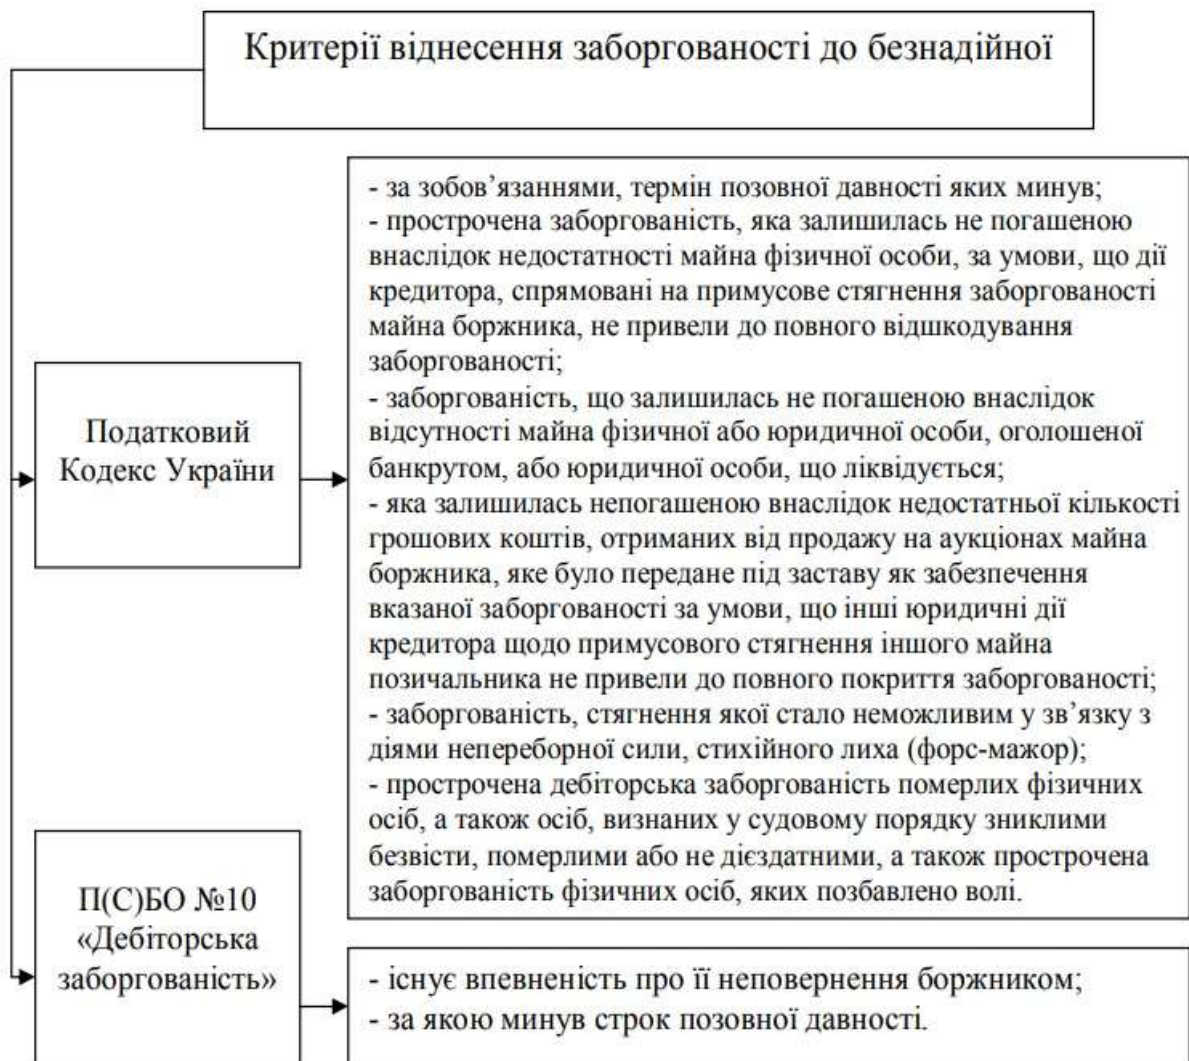 Критерії віднесення заборгованості до безнадійної
- за зобов’язаннями, термін позовної давності яких минув;
- прострочена заборгованість, яка залишилась не погашеною
внаслідок недостатності майна фізичної особи, за умови, що дії
кредитора, спрямовані на примусове стягнення заборгованості
майна боржника, не привели до повного відшкодування
заборгованості;
- заборгованість, що залишилась не погашеною внаслідок
відсутності майна фізичної або юридичної особи, оголошеної
банкрутом, або юридичної особи, що ліквідується;
- яка залишилась непогашеною внаслідок недостатньої кількості
грошових коштів, отриманих від продажу на аукціонах майна
боржника, яке було передане під заставу як забезпечення
вказаної заборгованості за умови, що інші юридичні дії
кредитора щодо примусового стягнення іншого майна
позичальника не привели до повного покриття заборгованості;
- заборгованість, стягнення якої стало неможливим у зв’язку з
діями непереборної сили, стихійного лиха (форс-мажор);
- прострочена дебіторська заборгованість померлих фізичних
осіб, а також осіб, визнаних у судовому порядку зниклими
безвісти, померлими або не дієздатними, а також прострочена
заборгованість фізичних осіб, яких позбавлено волі.
Податковий
Кодекс України
П(С)БО №10
«Дебіторська
заборгованість»
- існує впевненість про її неповернення боржником;
- за якою минув строк позовної давності.